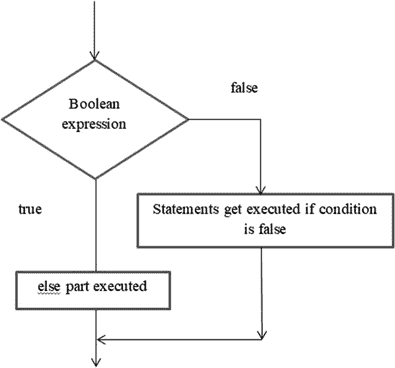 Boolean
expression
false
true
Statements get executed if condition
is false
else part executed